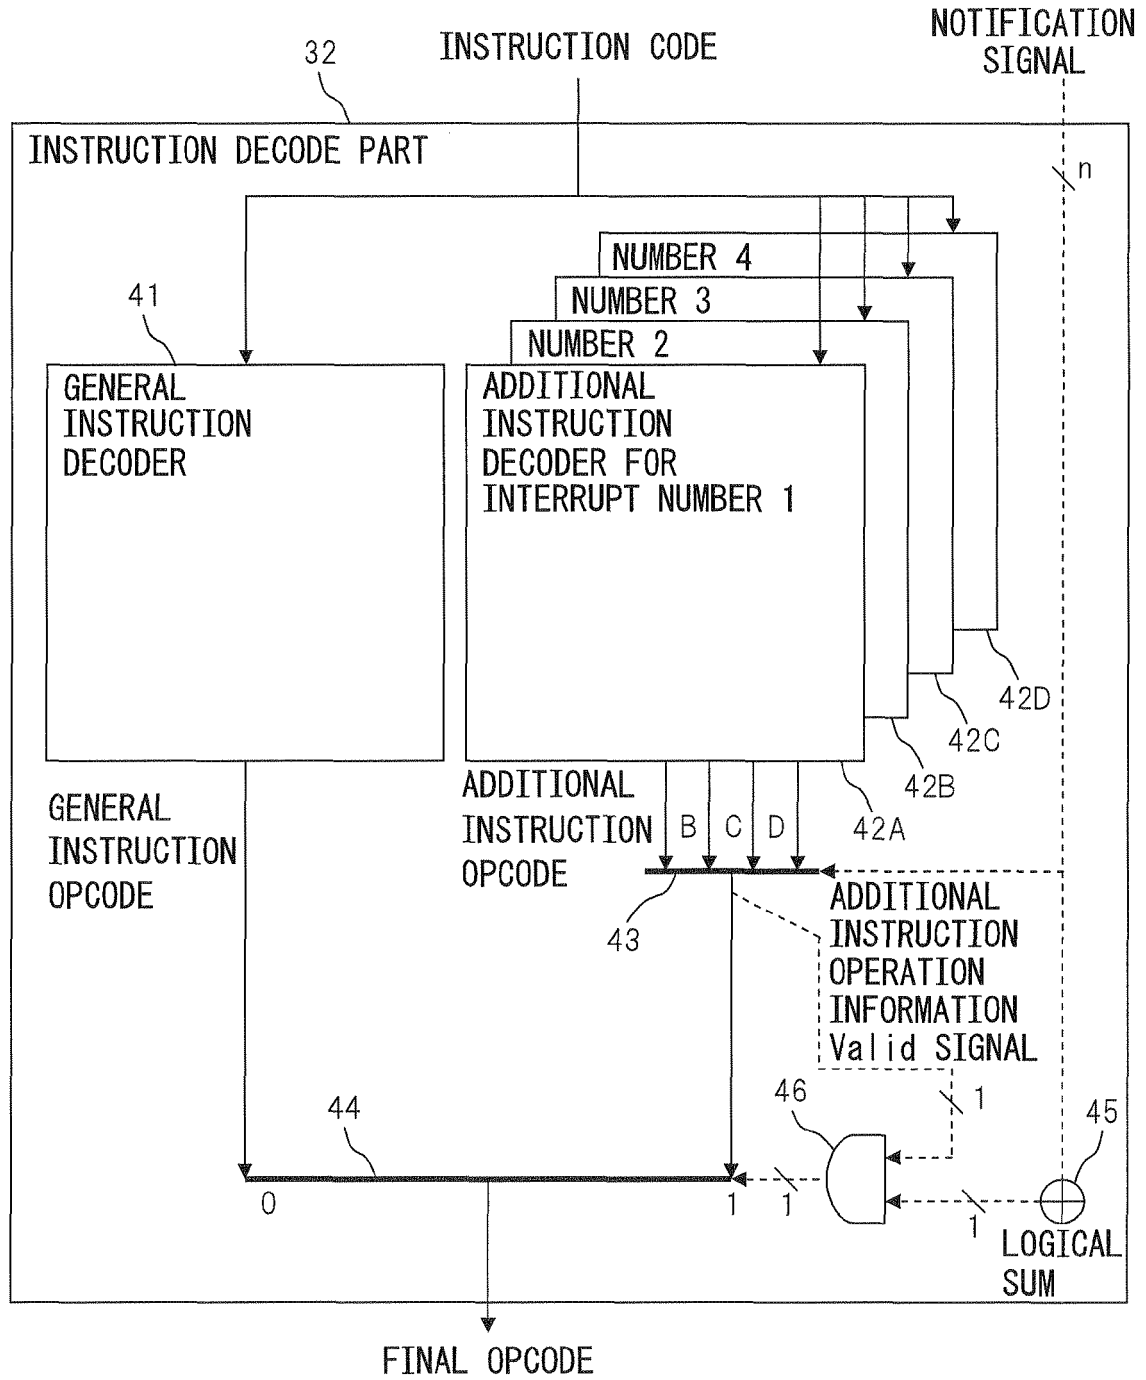 NOTIFICATION
SIGNAL
INSTRUCTION CODE
32
INSTRUCTION DECODE PART
n
NUMBER 4
NUMBER 3
NUMBER 2
41
GENERAL
INSTRUCTION
DECODER
ADDITIONAL
INSTRUCTION
DECODER FOR
INTERRUPT NUMBER 1
42D
42C
42B
42A
GENERAL
INSTRUCTION
OPCODE
ADDITIONAL
INSTRUCTION
OPCODE
B
C
D
43
ADDITIONAL
INSTRUCTION
OPERATION
INFORMATION
Valid SIGNAL
1
46
45
44
0
1
1
1
LOGICAL
SUM
FINAL OPCODE